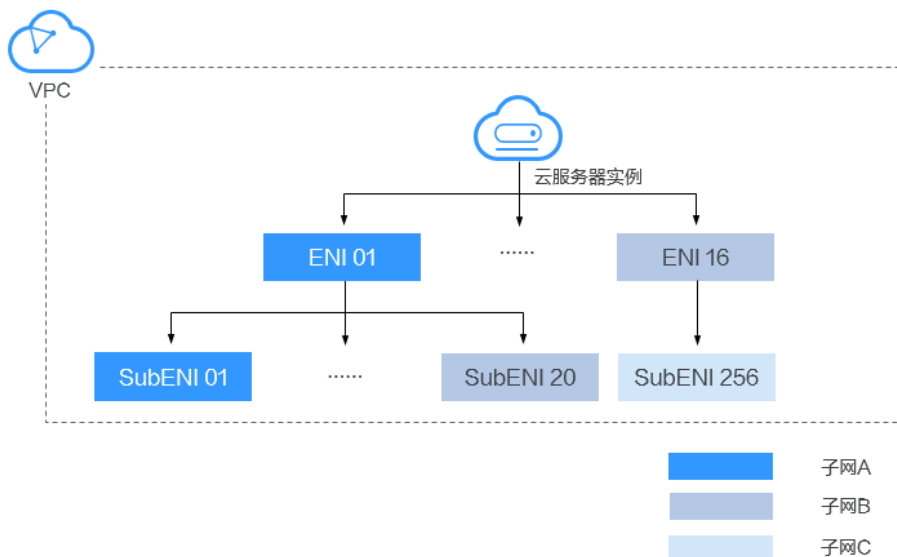 VPC
云服务器实例
ENI 01
......
ENI 16
SubENI 01
......
SubENI 20
SubENI 256
子网A
子网B
子网C